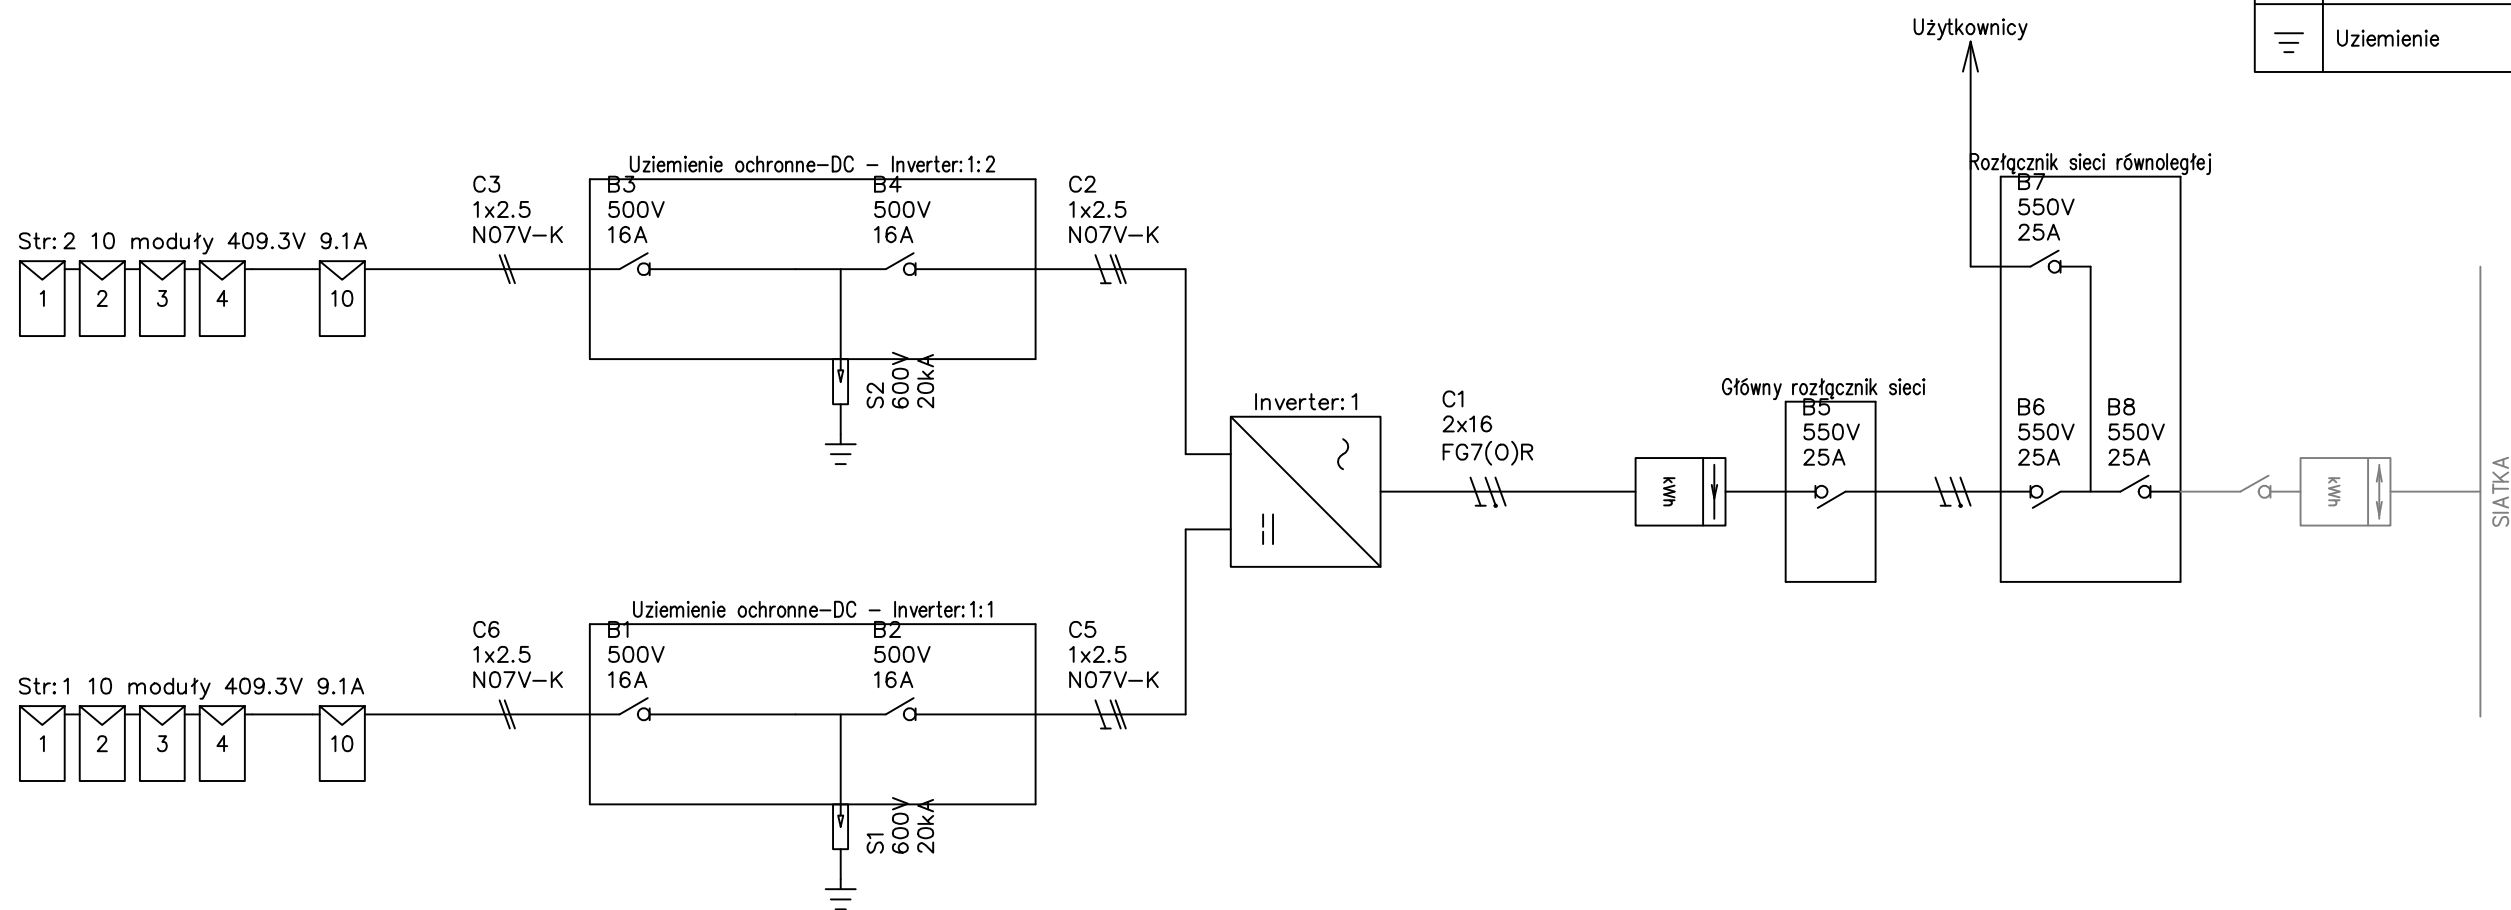 Użytkownicy
Uziemienie
Uziemienie ochronne-DC - Inverter:1:2
Rozłącznik sieci równoległej
C3
1x2.5
N07V-K
B3
500V
16A
B4
500V
16A
C2
1x2.5
N07V-K
B7
550V
25A
Str:2 10 moduły 409.3V 9.1A
1
2
3
4
10
S2
600V
20kA
Inverter:1
C1
2x16
FG7(O)R
kWh
Główny rozłącznik sieci
B5
550V
25A
B6
550V
25A
B8
550V
25A
kWh
SIATKA
Uziemienie ochronne-DC - Inverter:1:1
C6
1x2.5
N07V-K
B1
500V
16A
B2
500V
16A
C5
1x2.5
N07V-K
Str:1 10 moduły 409.3V 9.1A
1
2
3
4
10
S1
600V
20kA